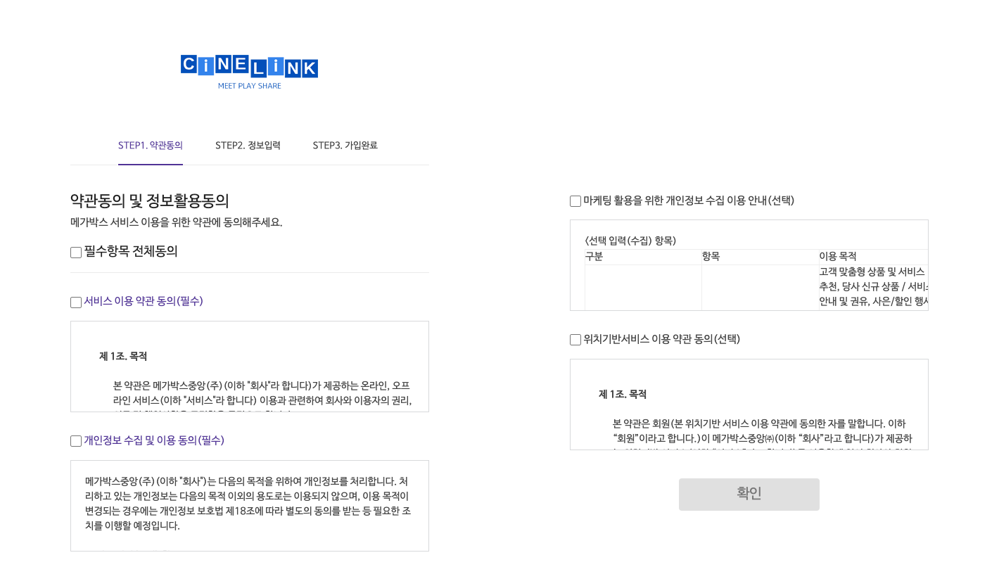 CiNELiNK
MEET PLAY SHARE
STEP1. 약관동의
STEP2. 정보입력
STEP3. 가입완료
약관동의 및 정보활용동의
메가박스 서비스 이용을 위한 약관에 동의해주세요.
필수항목 전체동의
서비스 이용 약관 동의(필수)
제 1조. 목적
본 약관은 메가박스중앙(주) (이하 "회사"라 합니다)가 제공하는 온라인, 오프
라인 서비스(이하 "서비스"라 합니다) 이용과 관련하여 회사와 이용자의 권리,
개인정보 수집 및 이용 동의(필수)
메가박스중앙(주) (이하 "회사")는 다음의 목적을 위하여 개인정보를 처리합니다. 처
리하고 있는 개인정보는 다음의 목적 이외의 용도로는 이용되지 않으며, 이용 목적이
변경되는 경우에는 개인정보 보호법 제18조에 따라 별도의 동의를 받는 등 필요한 조
치를 이행할 예정입니다.
마케팅 활용을 위한 개인정보 수집 이용 안내(선택)
<선택 입력(수집) 항목)
구분
항목
이용 목적
고객 맞춤형 상품 및 서비스
추천, 당사 신규 상품 / 서비스
안내 및 권유, 사은/할인 행사
위치기반서비스 이용 약관 동의(선택)
제 1조. 목적
본 약관은 회원(본 위치기반 서비스 이용 약관에 동의한 자를 말합니다. 이하
“회원”이라고 합니다.)이 메가박스중앙㈜(이하 “회사”라고 합니다)가 제공하
확인